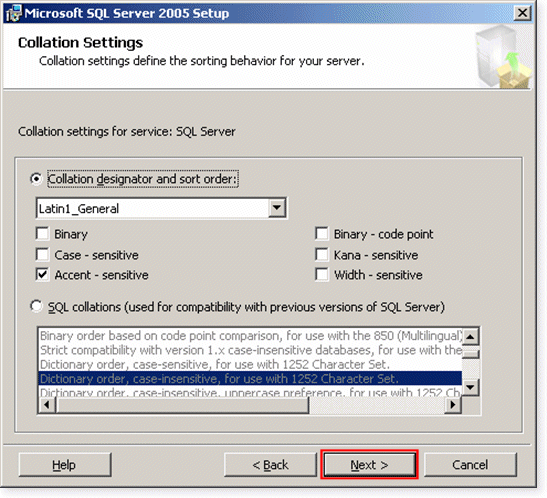 Microsoft SQL Server 2005 Setup
Collation Settings
Collation settings define the sorting behavior for your server.
Collation settings for service: SQL Server
Collation designator and sort order:
Latin1_General
Binary
Binary - code point
Case - sensitive
Kana - sensitive
Accent - sensitive
Width - sensitive
SQL collations (used for compatibility with previous versions of SQL Server)
Binary order based on code point comparison, for use with the 850 (Multilingual)
Strict compatibility with version 1.x case-insensitive databases, for use with the
Dictionary order, case-sensitive, for use with 1252 Character Set.
Dictionary order, case-insensitive, for use with 1252 Character Set.
Dictionary order, case-insensitive, uppercase preference, for use with 1252 Ch
Help
< Back
Next >
Cancel